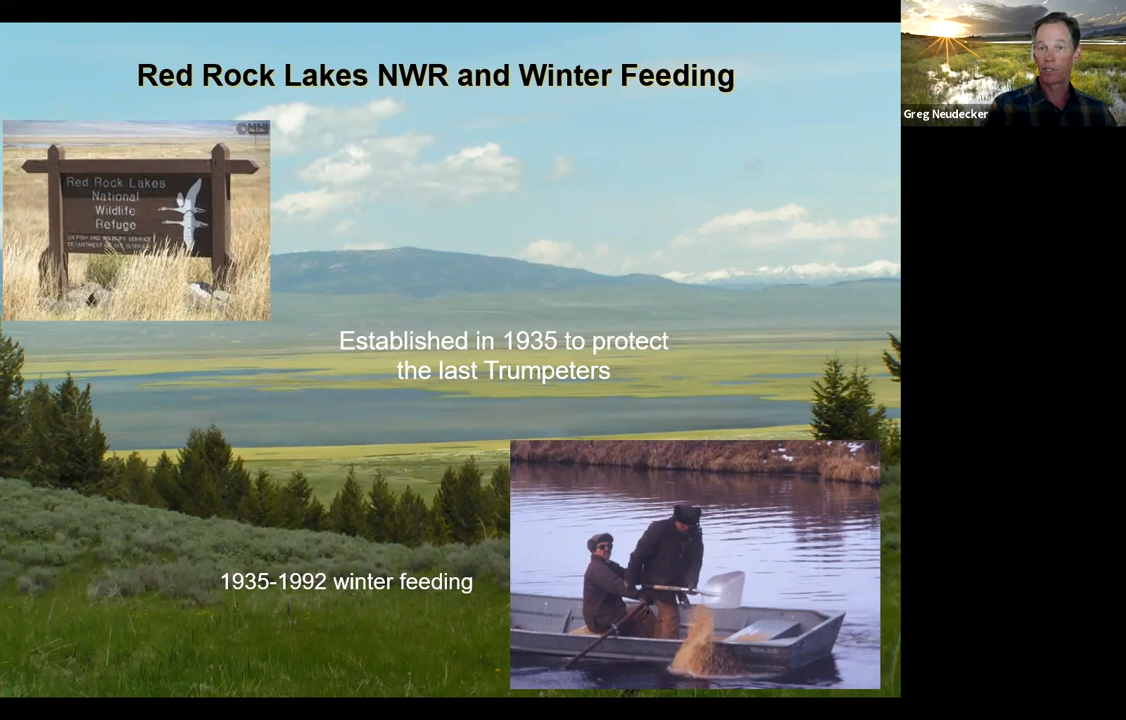 Red Rock Lakes NWR and Winter Feeding
Greg Neudecker
Red Rock Lakes
National
Wildlife
Refuge
US FISH AND WILDLIFE SERVICE
DEPARTMENT OF THE INTERIOR
Established in 1935 to protect
the last Trumpeters
1935-1992 winter feeding